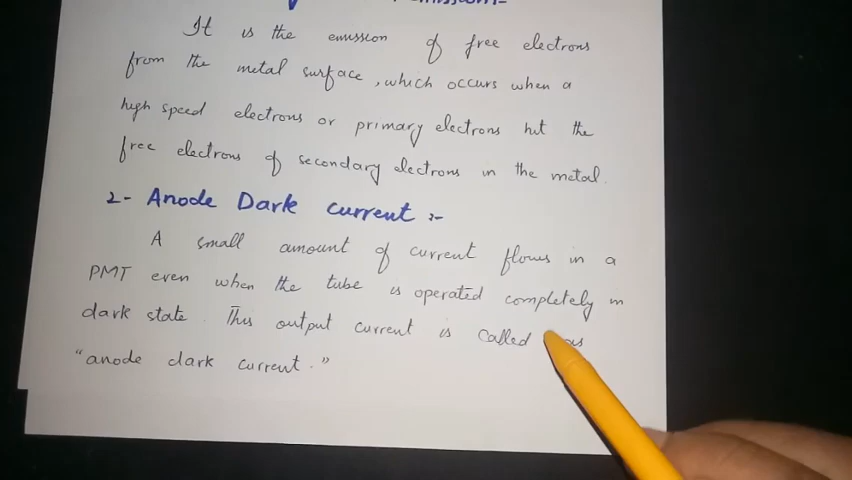 It is the emission of free electrons
from the metal surface, which occurs when a
high speed electrons or primary electrons hit the
free electrons of secondary electrons in the metal.
2- Anode Dark current :-
A small amount of current flows in a
PMT even when the tube is operated completely in
dark state. This output current is called
"anode dark current."